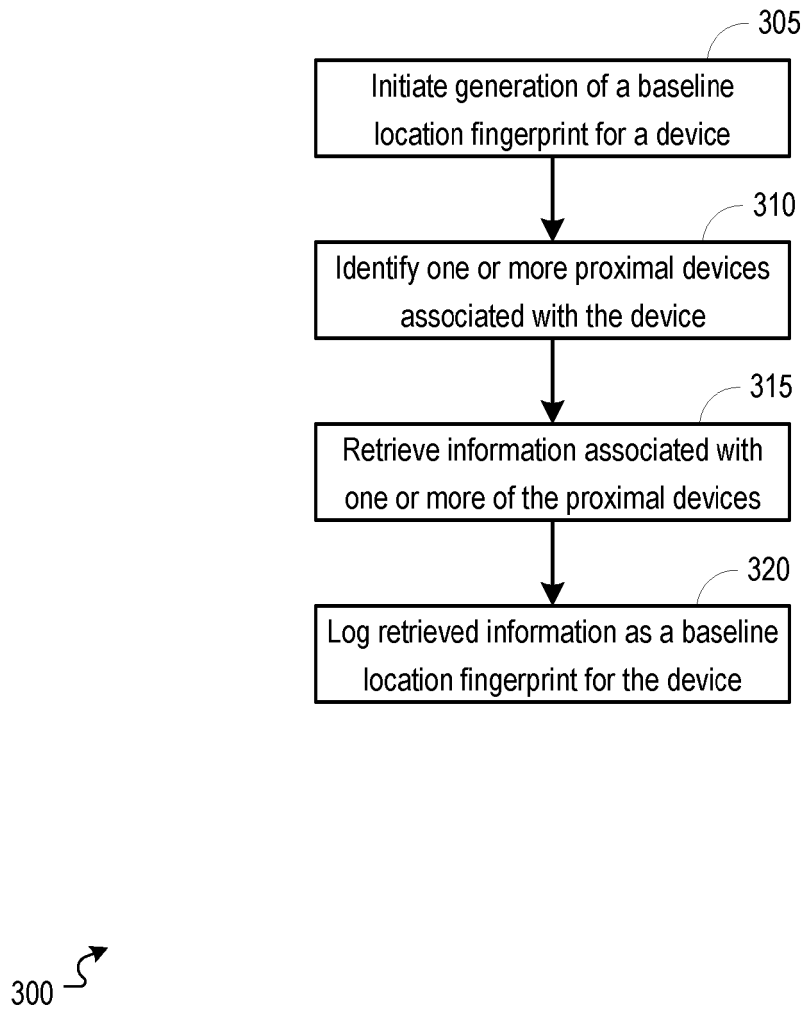 305
Initiate generation of a baseline
location fingerprint for a device
310
Identify one or more proximal devices
associated with the device
315
Retrieve information associated with
one or more of the proximal devices
320
Log retrieved information as a baseline
location fingerprint for the device
300